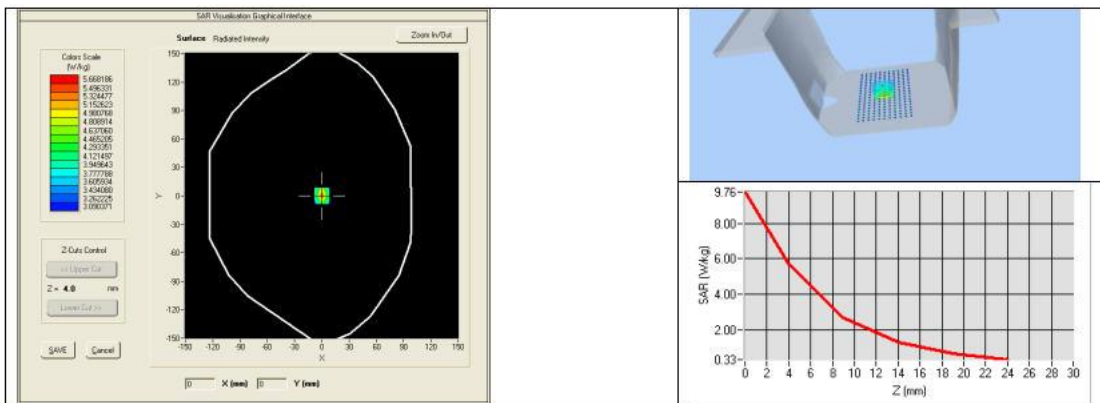 SAR Visualisation Graphical Interface
Surface Radiated Intensity
Zoom In/Out
Colors Scale
(W/kg)
5.668186
5.496331
5.324477
5.152623
4.980768
4.808914
4.637060
4.465205
4.293351
4.121497
3.949643
3.777788
3.605934
3.434080
3.262225
3.090371
Z-Cuts Control
<< Upper Cut
Z = 4.0 mm
Lower Cut >>
SAVE Cancel
150
120
90
60
30
0
-30
-60
-90
-120
-150
Y
-150 -120 -90 -60 -30 0 30 60 90 120 150
X
0 X (mm) 0 Y (mm)
9.76
8.00
6.00
4.00
2.00
0.33
SAR (W/kg)
0 2 4 6 8 10 12 14 16 18 20 22 24 26 28 30
Z (mm)